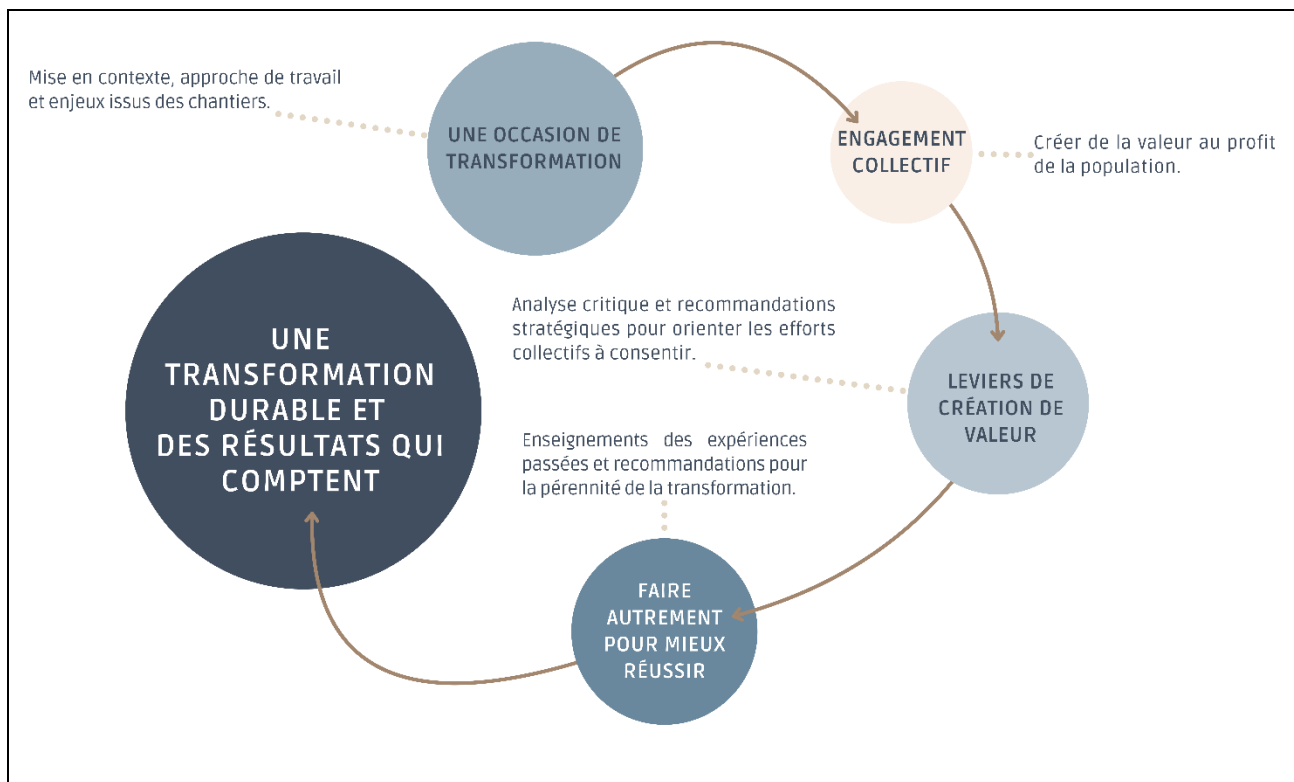 Mise en contexte, approche de travail
et enjeux issus des chantiers.
UNE OCCASION DE
TRANSFORMATION
ENGAGEMENT
COLLECTIF
Créer de la valeur au profit
de la population.
Analyse critique et recommandations
stratégiques pour orienter les efforts
collectifs à consentir.
LEVIERS DE
CRÉATION DE
VALEUR
Enseignements des expériences
passées et recommandations pour
la pérennité de la transformation.
FAIRE
AUTREMENT
POUR MIEUX
RÉUSSIR
UNE
TRANSFORMATION
DURABLE ET
DES RÉSULTATS QUI
COMPTENT